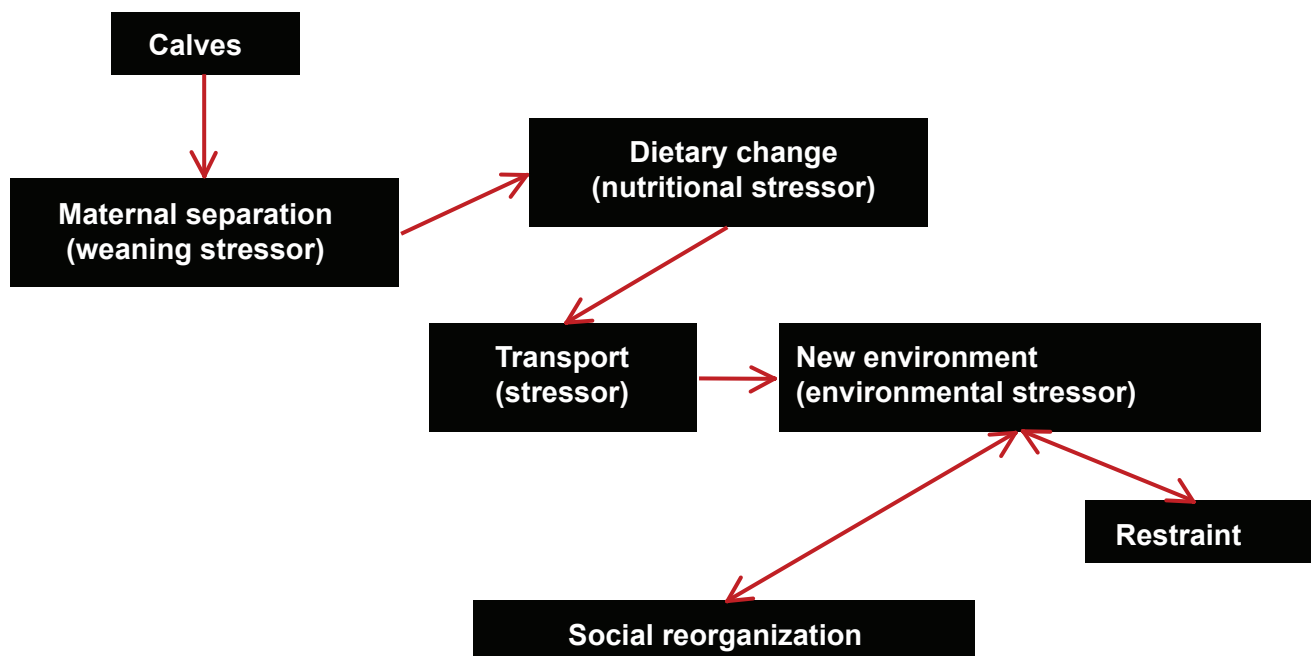 Calves
Maternal separation
(weaning stressor)
Dietary change
(nutritional stressor)
Transport
(stressor)
New environment
(environmental stressor)
Restraint
Social reorganization